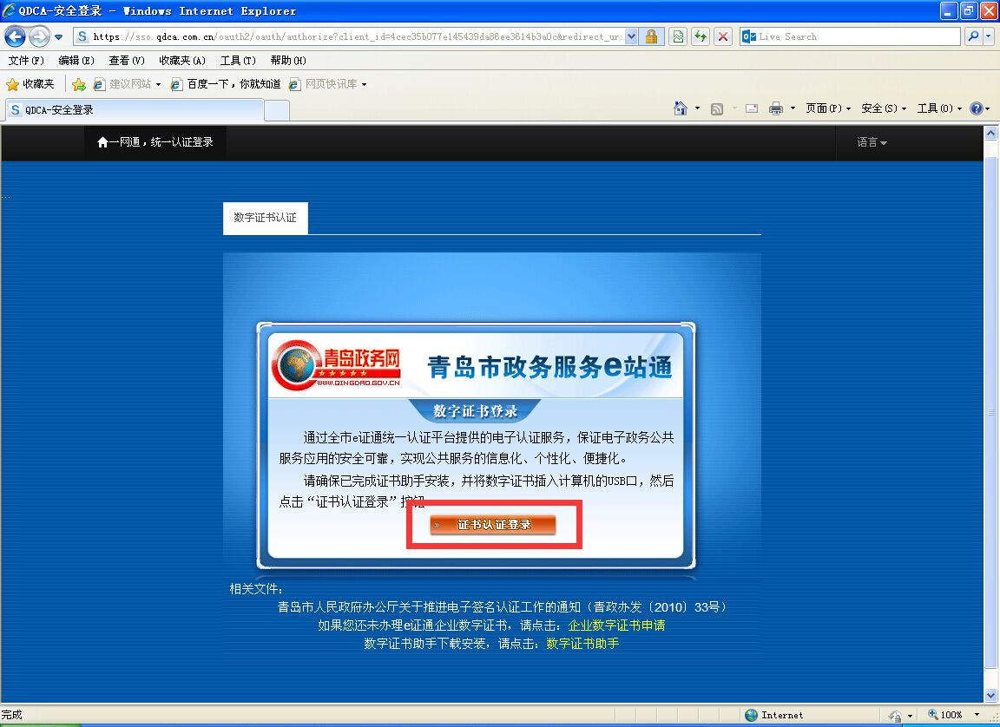 QDCA-安全登录 - Windows Internet Explorer
https://sso.qdca.com.cn/oauth2/oauth/authorize?client_id=4cec35b077e145439da86ee3614b3a0c&redirect_ur:
Live Search
文件(F) 编辑(E) 查看(V) 收藏夹(A) 工具(T) 帮助(H)
收藏夹 建议网站 百度一下，你就知道 网页快讯库
QDCA-安全登录
页面(P) 安全(S) 工具(O)
一网通，统一认证登录 语言
...
数字证书认证
青岛政务网
WWW.QINGDAO.GOV.CN
青岛市政务服务e站通
数字证书登录
通过全市e证通统一认证平台提供的电子认证服务，保证电子政务公共
服务应用的安全可靠，实现公共服务的信息化、个性化、便捷化。
请确保已完成证书助手安装，并将数字证书插入计算机的USB口，然后
点击“证书认证登录”按钮
» 证书认证登录
相关文件：
青岛市人民政府办公厅关于推进电子签名认证工作的通知（青政办发〔2010〕33号）
如果您还未办理e证通企业数字证书，请点击：企业数字证书申请
数字证书助手下载安装，请点击：数字证书助手
完成 Internet 100%